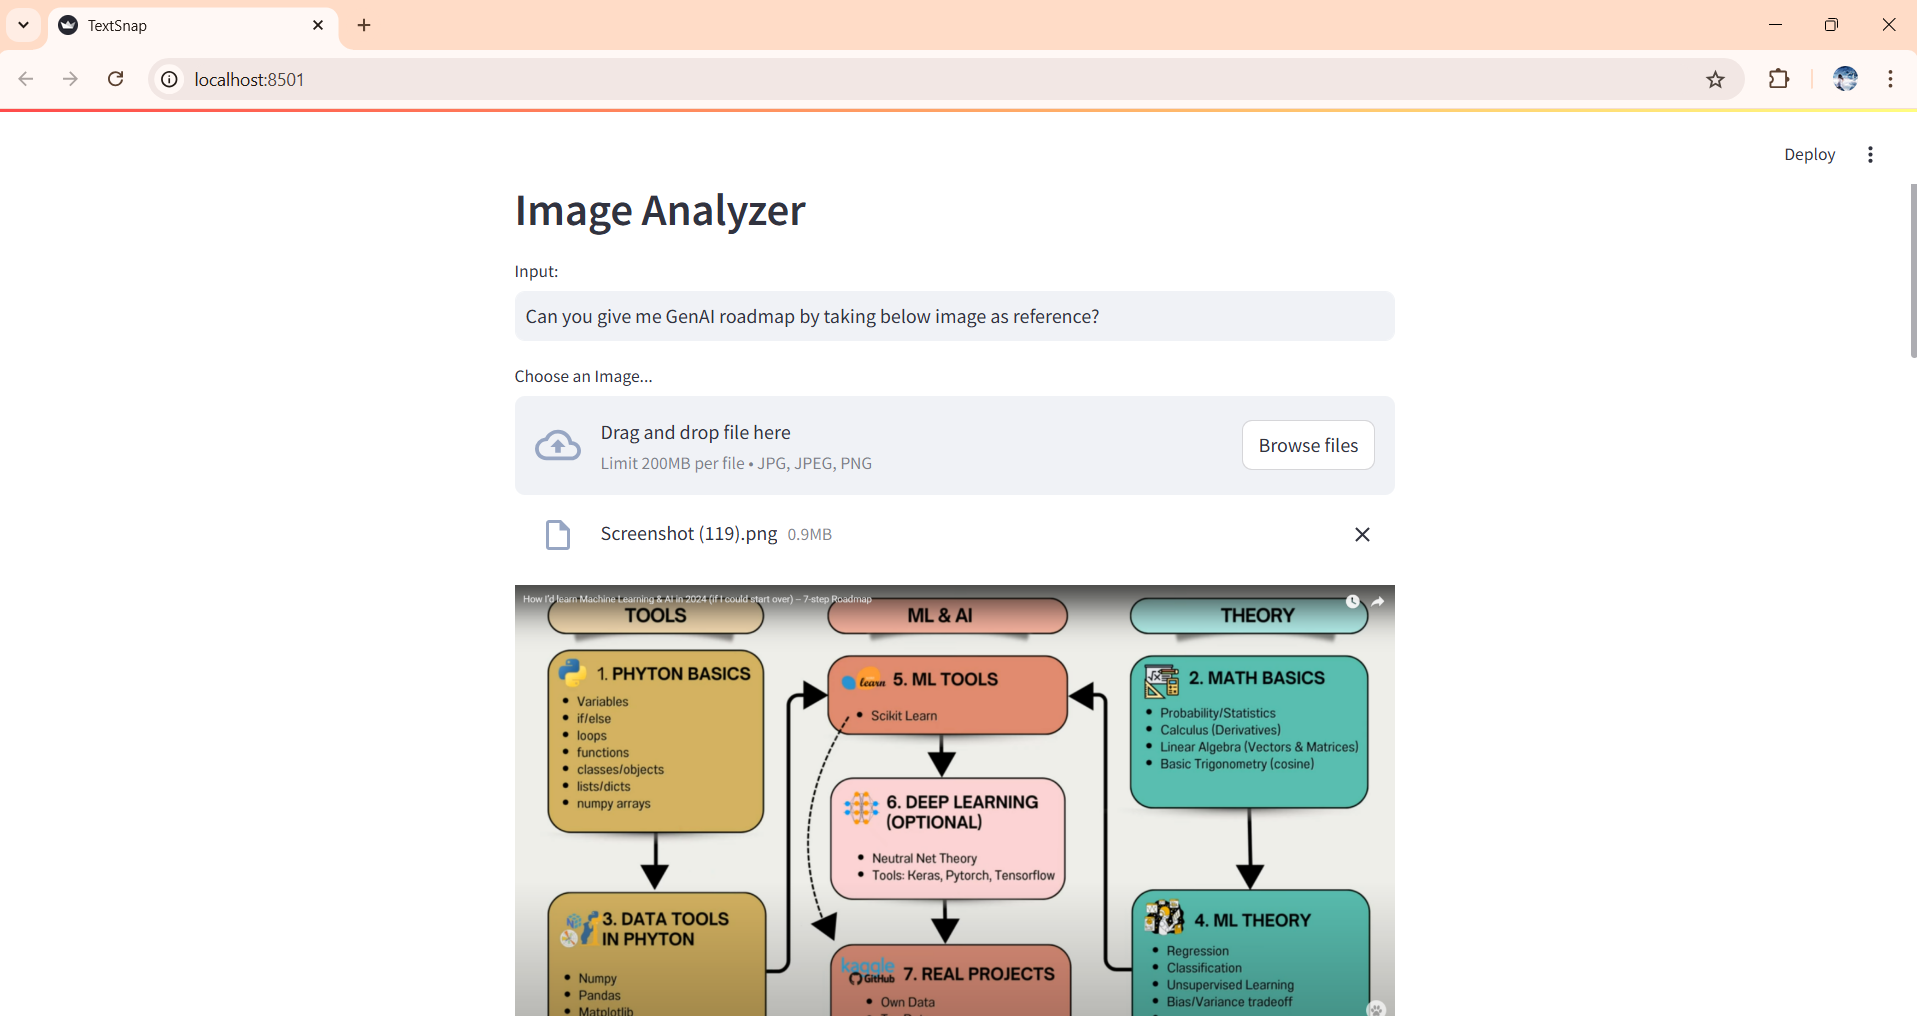 TextSnap
localhost:8501
Deploy
Image Analyzer
Input:
Can you give me GenAI roadmap by taking below image as reference?
Choose an Image...
Drag and drop file here
Limit 200MB per file • JPG, JPEG, PNG
Browse files
Screenshot (119).png 0.9MB
How I'd learn Machine Learning & AI in 2024 (if I could start over) – 7-step Roadmap
TOOLS
1. PHYTON BASICS
• Variables
• if/else
• loops
• functions
• classes/objects
• lists/dicts
• numpy arrays
3. DATA TOOLS
IN PHYTON
• Numpy
• Pandas
• Matplotlib
ML & AI
learn 5. ML TOOLS
• Scikit Learn
6. DEEP LEARNING
(OPTIONAL)
• Neutral Net Theory
• Tools: Keras, Pytorch, Tensorflow
kaggle
GitHub
7. REAL PROJECTS
• Own Data
THEORY
2. MATH BASICS
• Probability/Statistics
• Calculus (Derivatives)
• Linear Algebra (Vectors & Matrices)
• Basic Trigonometry (cosine)
4. ML THEORY
• Regression
• Classification
• Unsupervised Learning
• Bias/Variance tradeoff